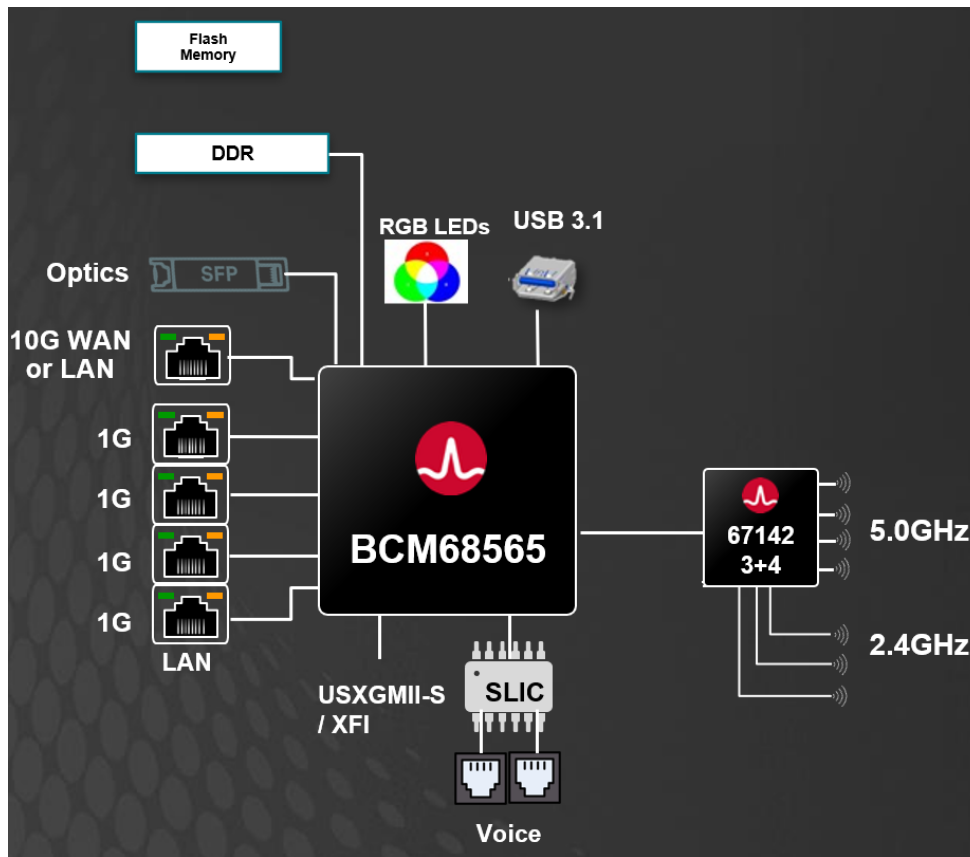 Flash
Memory
DDR
RGB LEDs
USB 3.1
Optics
SFP
10G WAN
or LAN
1G
1G
1G
1G
LAN
BCM68565
67142
3+4
5.0GHz
2.4GHz
USXGMII-S
/ XFI
SLIC
Voice